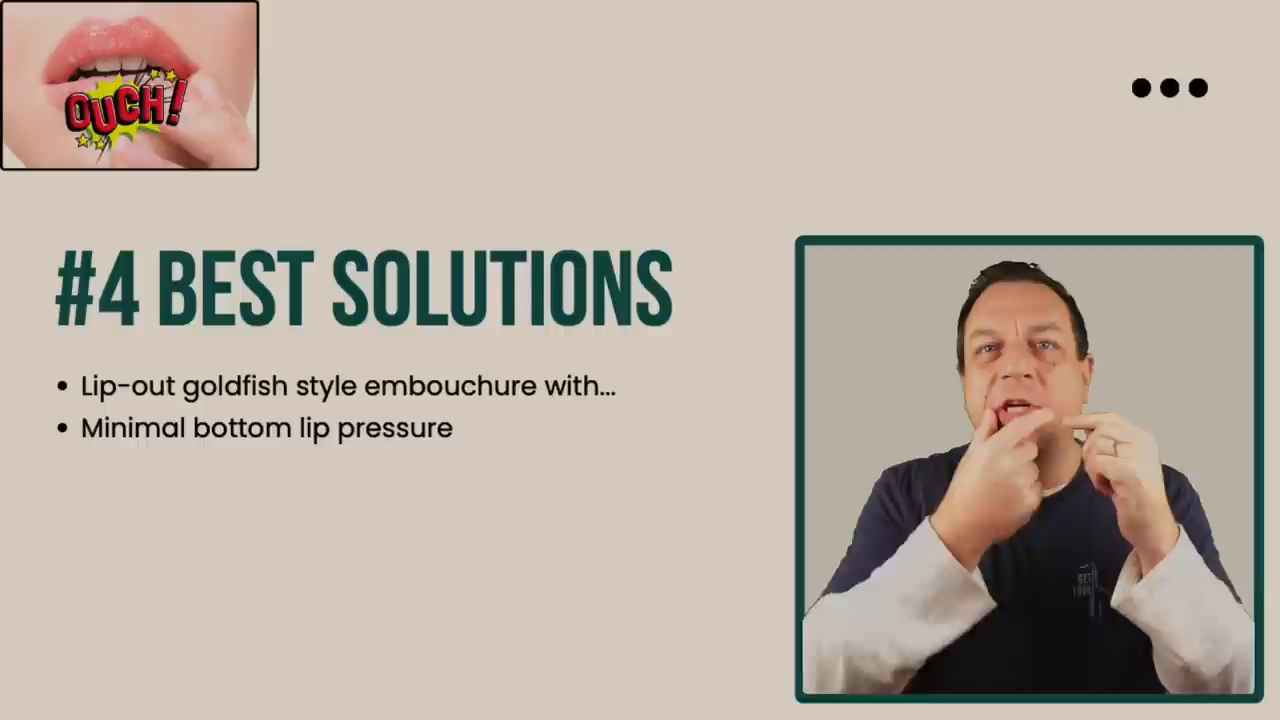 OUCH!
#4 BEST SOLUTIONS
• Lip-out goldfish style embouchure with...
• Minimal bottom lip pressure